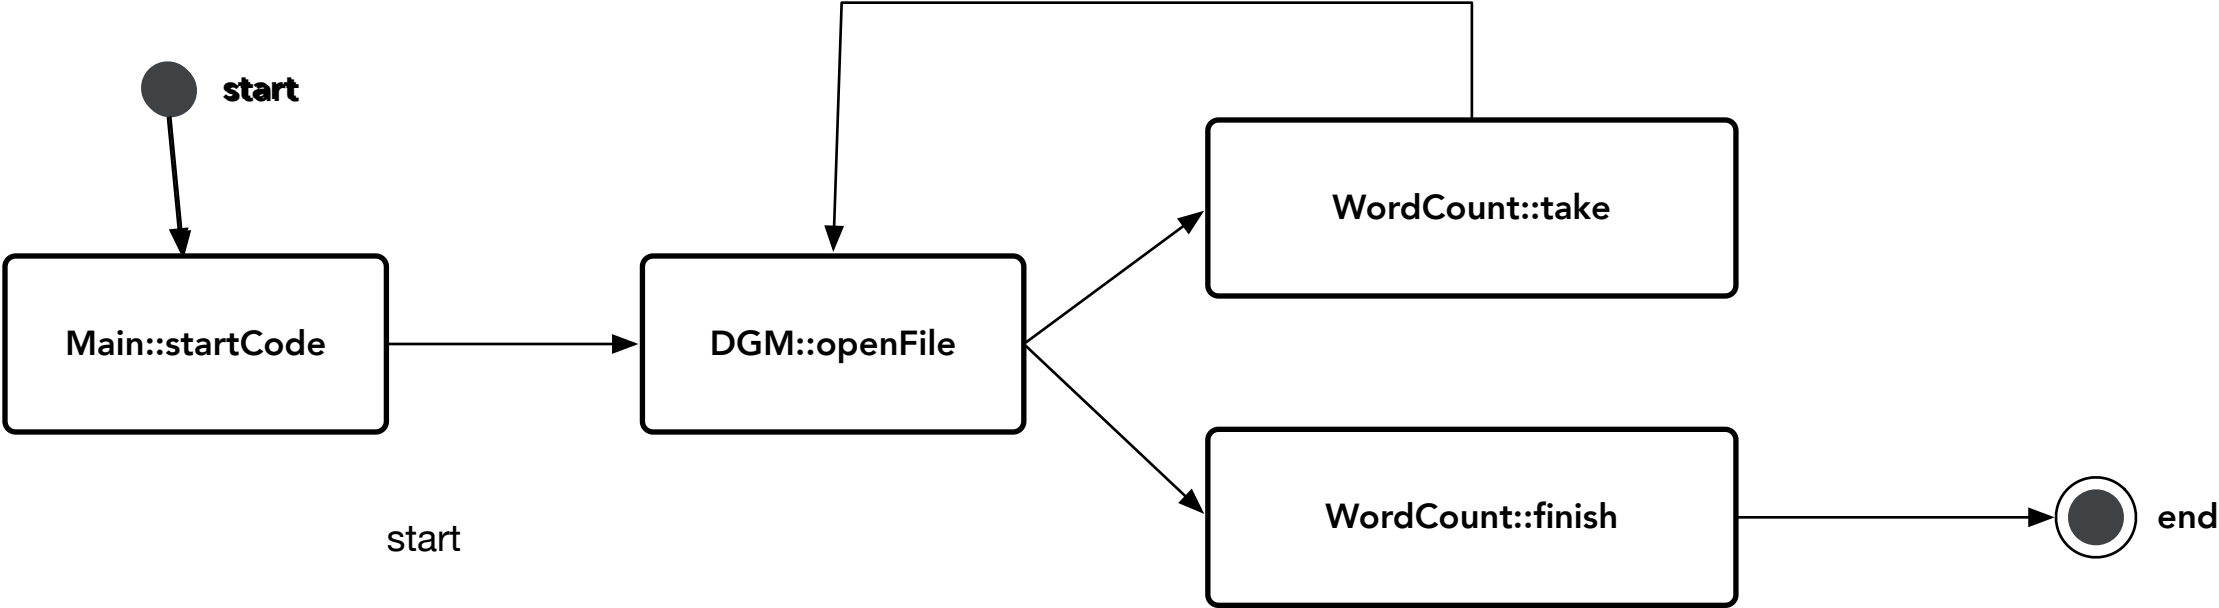 start
WordCount::take
Main::startCode
DGM::openFile
WordCount::finish
end
start